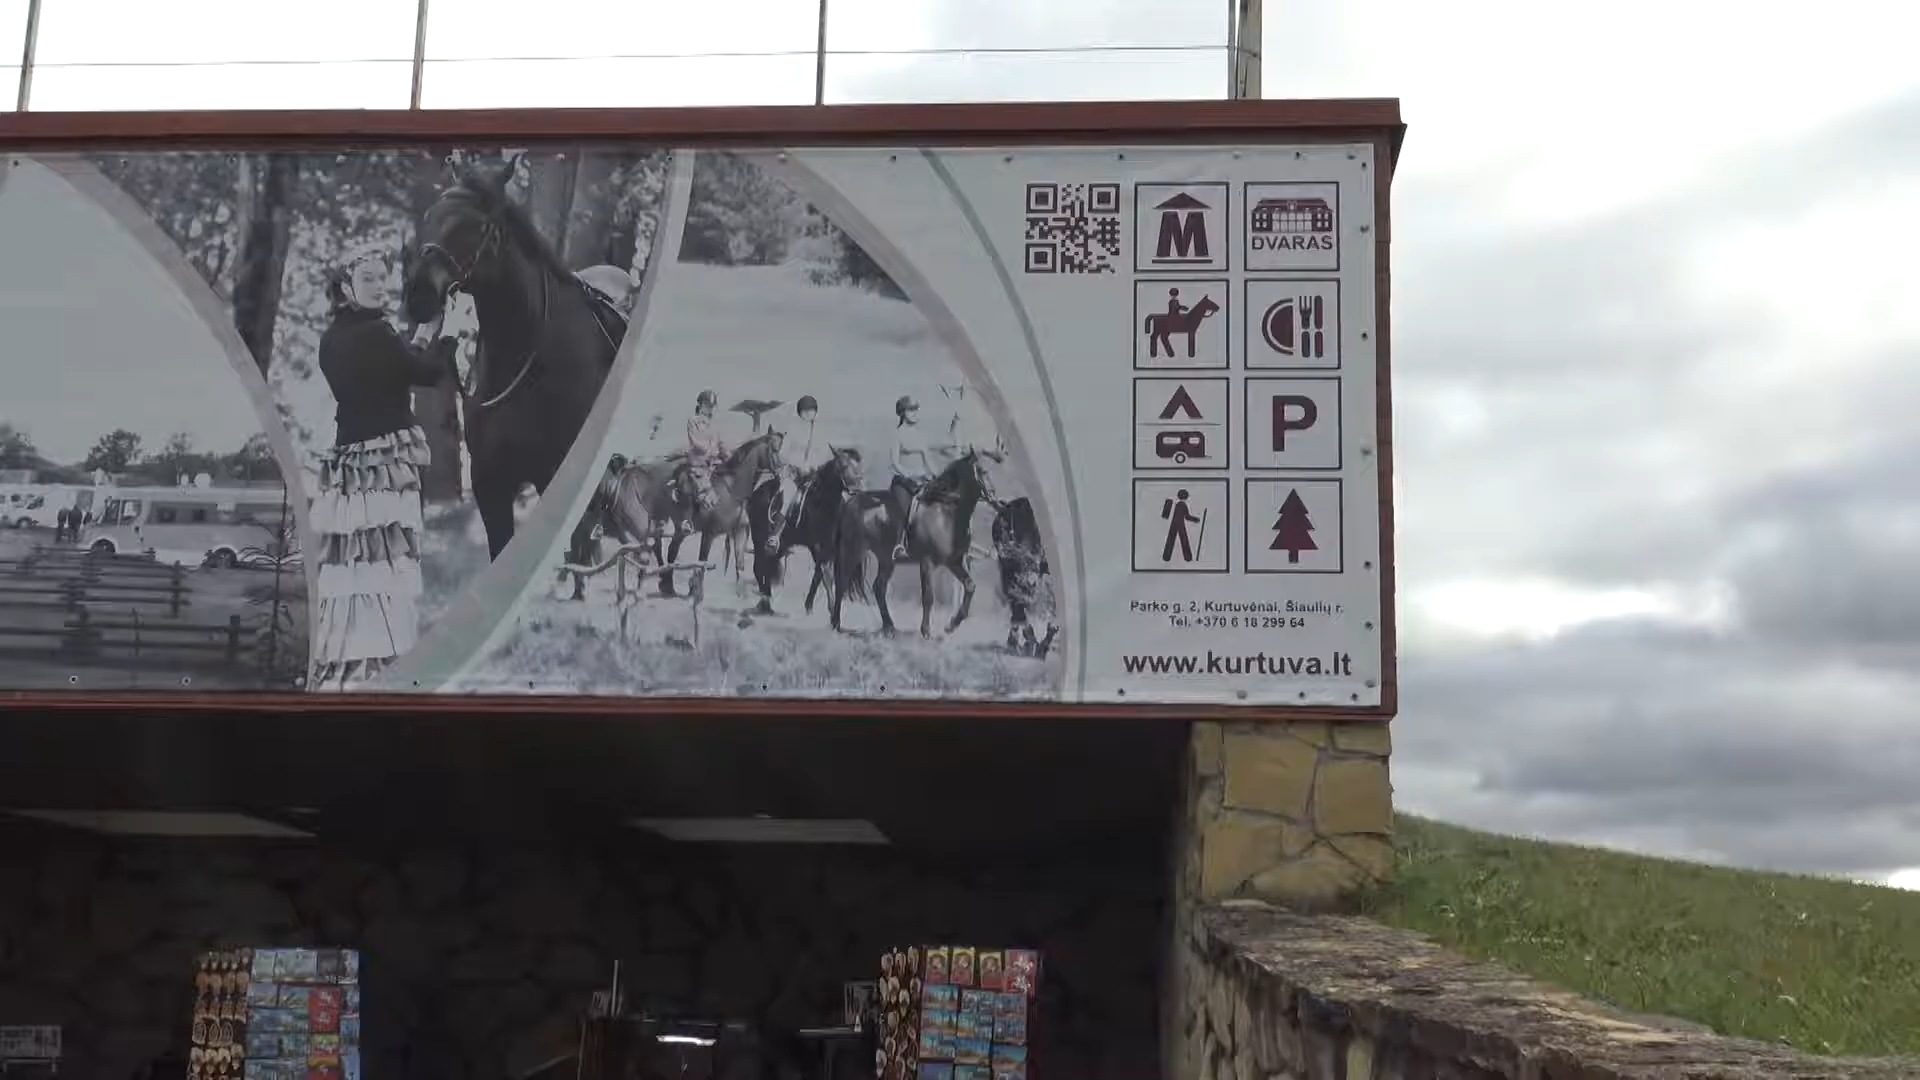 M
DVARAS
P
Parko g. 2, Kurtuvėnai, Šiaulių r.
Tel. +370 6 18 299 64
www.kurtuva.lt